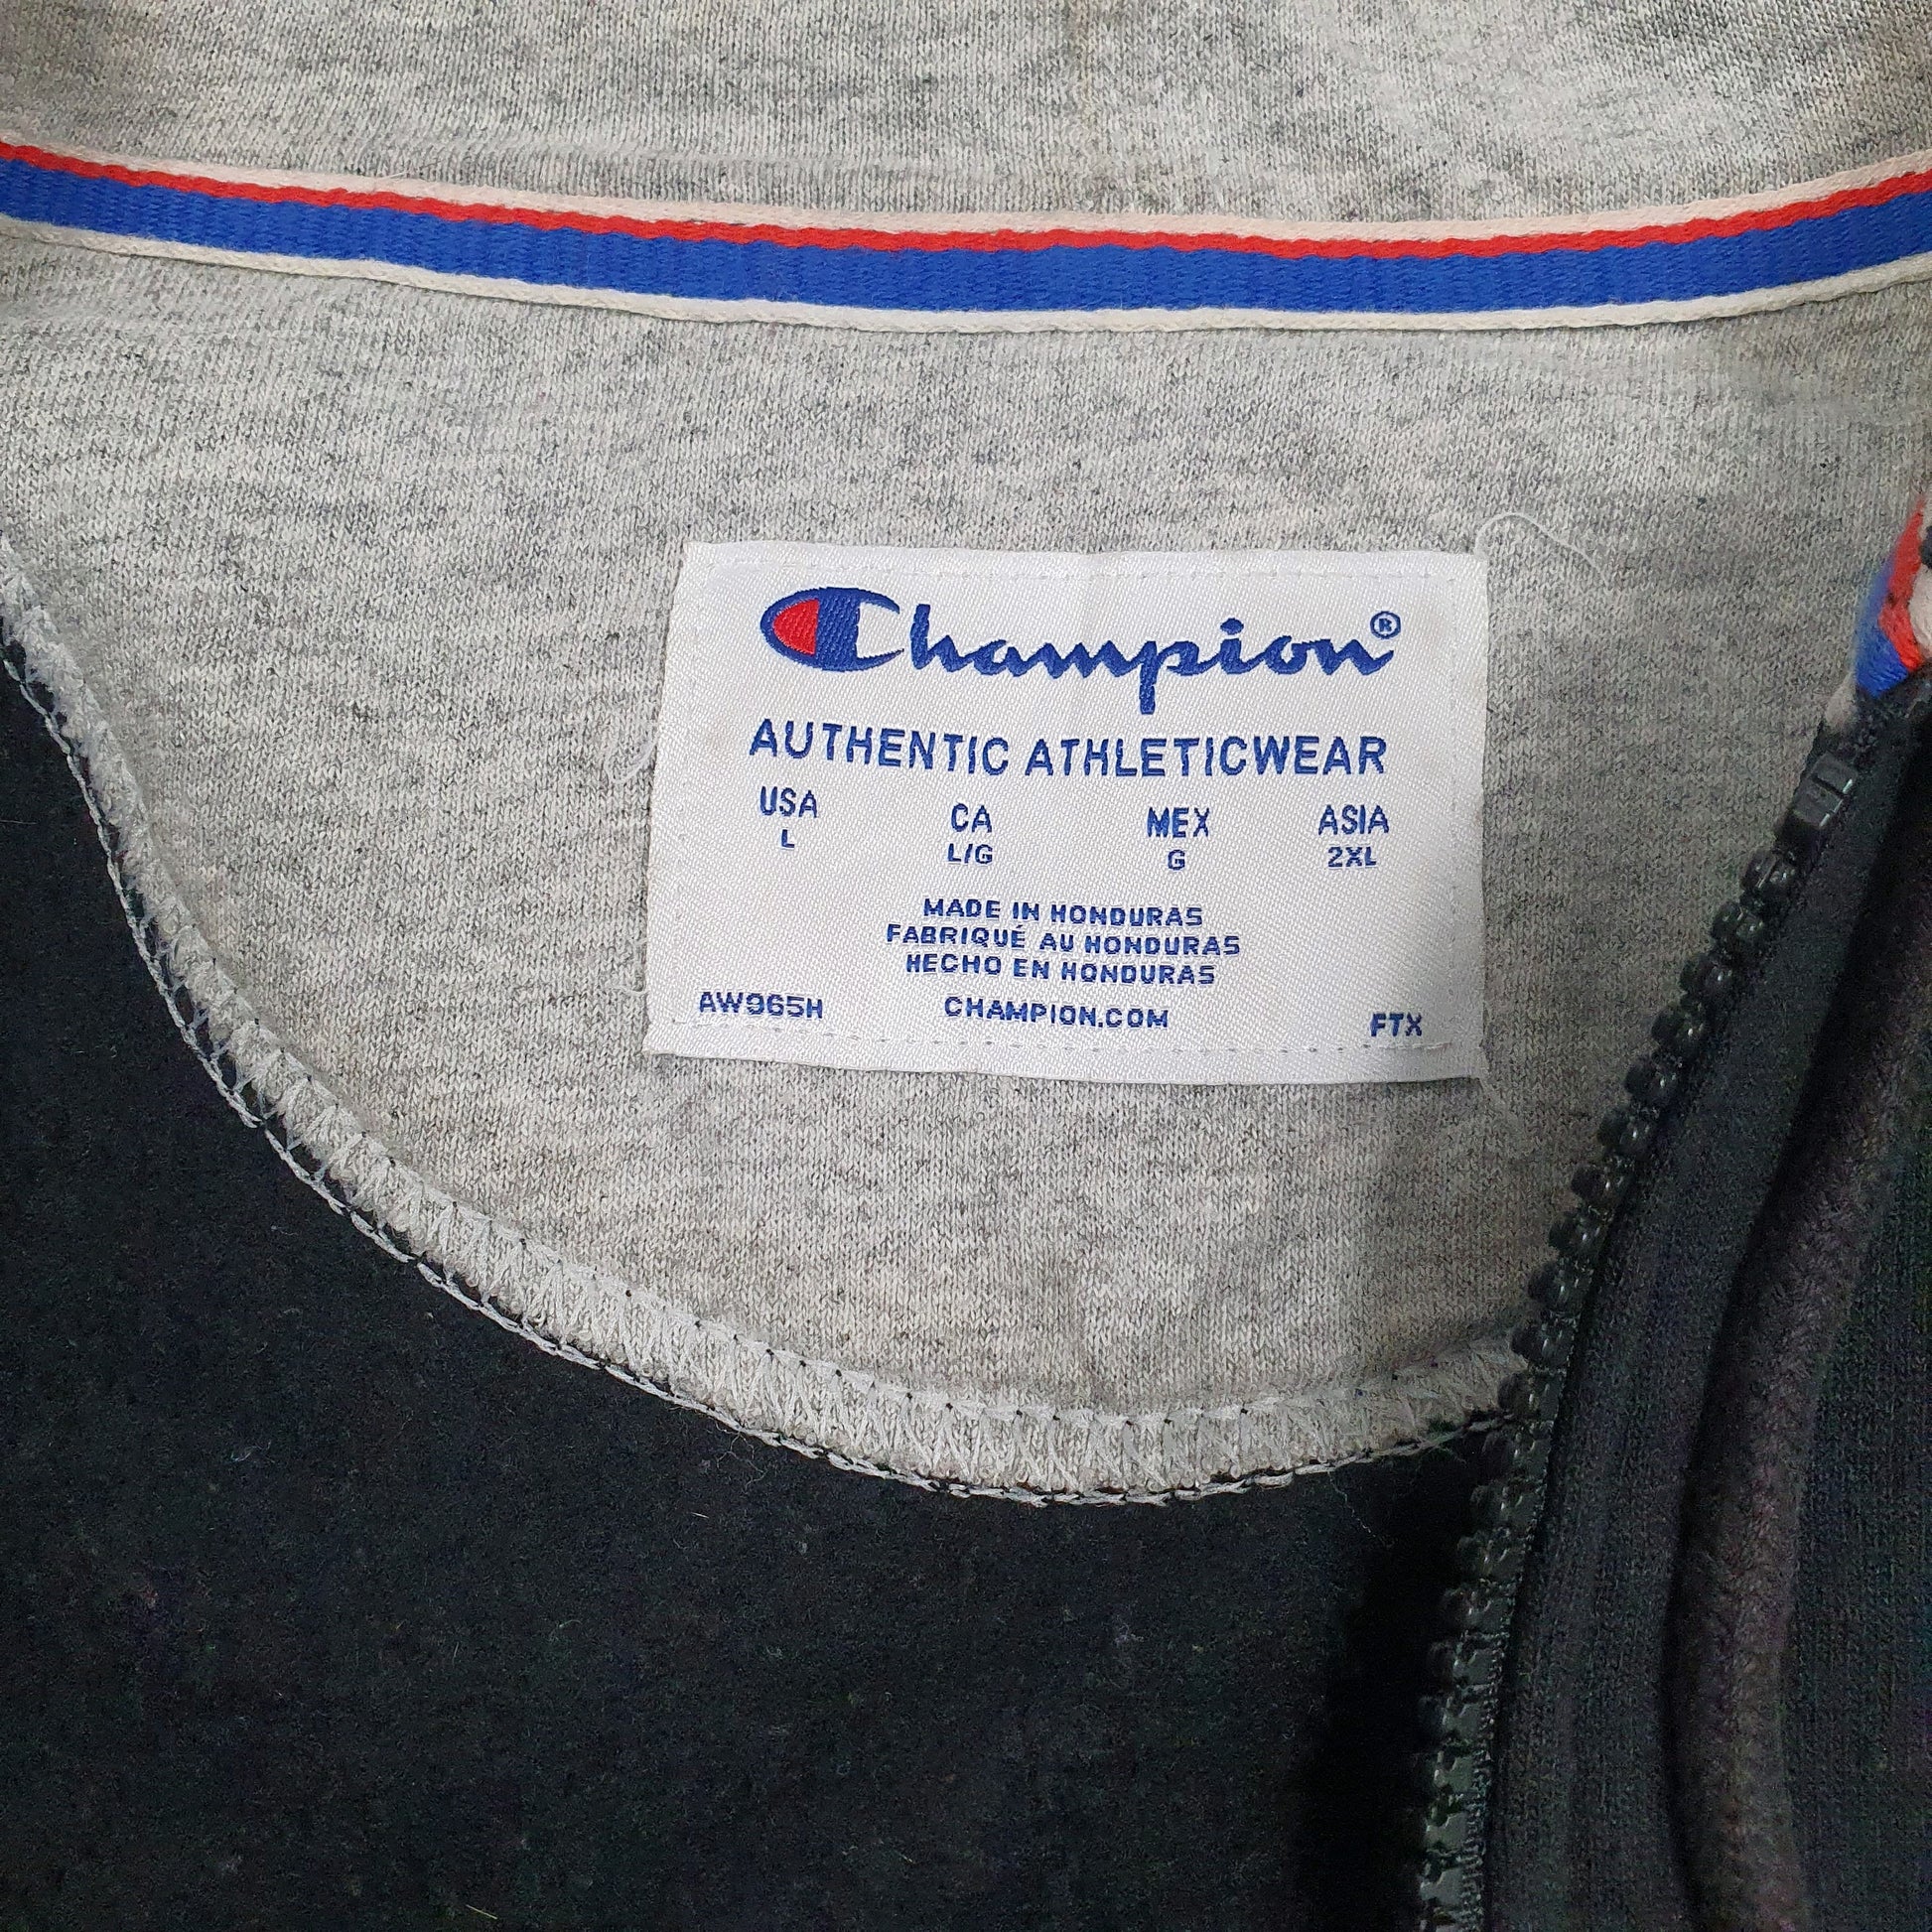 Champion®
AUTHENTIC ATHLETICWEAR
USA CA MEX ASIA
L L/G G 2XL
MADE IN HONDURAS
FABRIQUÉ AU HONDURAS
HECHO EN HONDURAS
AW965H CHAMPION.COM FTX